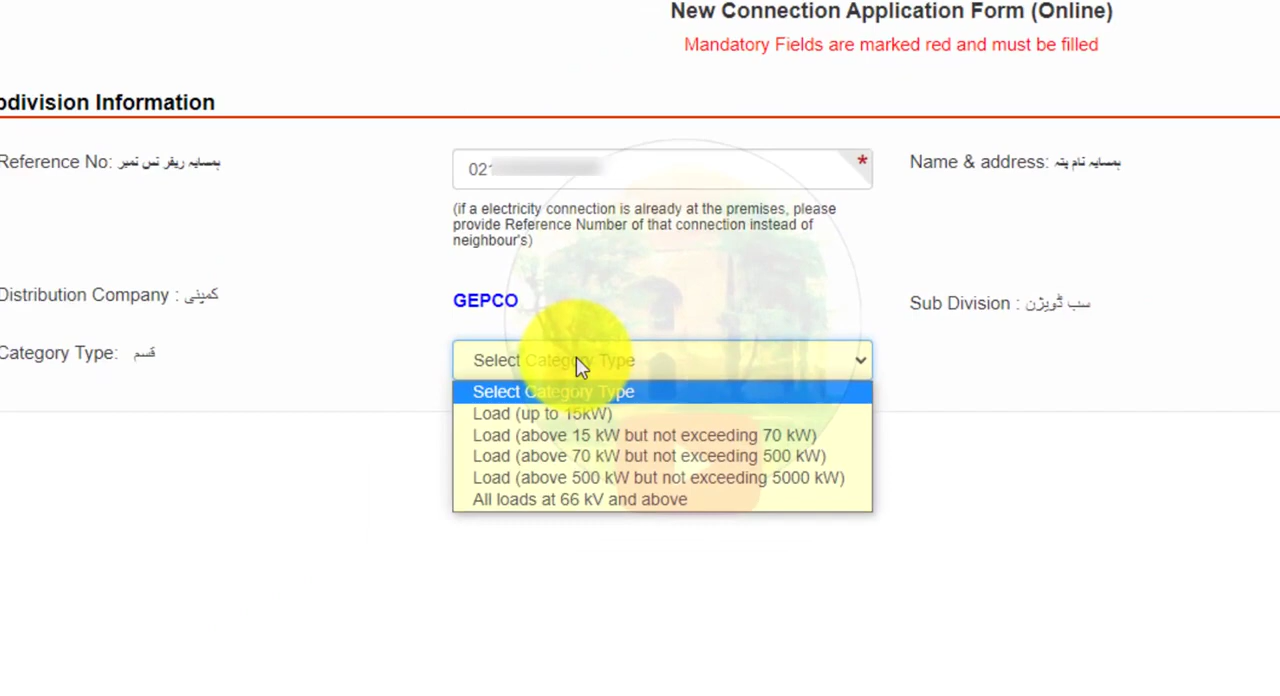 New Connection Application Form (Online)
Mandatory Fields are marked red and must be filled
bdivision Information
Reference No: ہمسایہ ریفر نس نمبر
021
*
Name & address: ہمسایہ نام پتہ
(if a electricity connection is already at the premises, please
provide Reference Number of that connection instead of
neighbour's)
Distribution Company : کمپنی
GEPCO
Sub Division : سب ڈویژن
Category Type: قسم
Select Category Type
Select Category Type
Load (up to 15kW)
Load (above 15 kW but not exceeding 70 kW)
Load (above 70 kW but not exceeding 500 kW)
Load (above 500 kW but not exceeding 5000 kW)
All loads at 66 kV and above